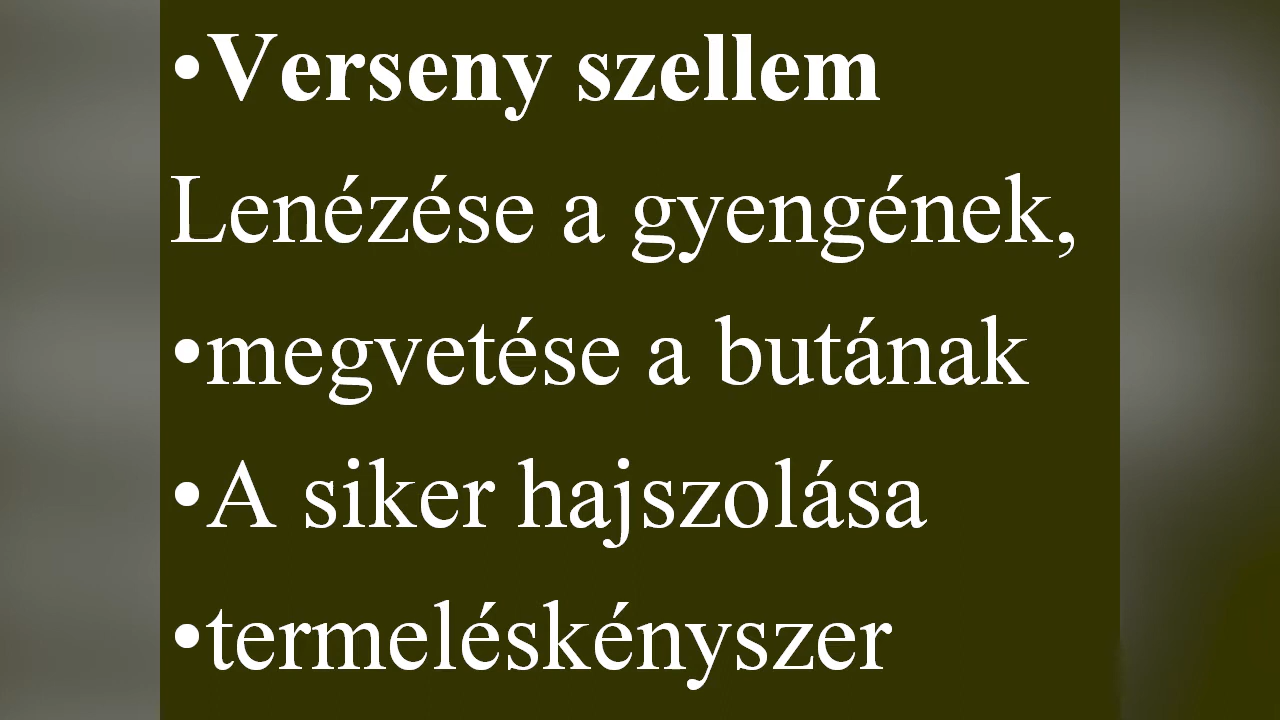 •Verseny szellem
Lenézése a gyengének,
•megvetése a butának
•A siker hajszolása
•termeléskényszer